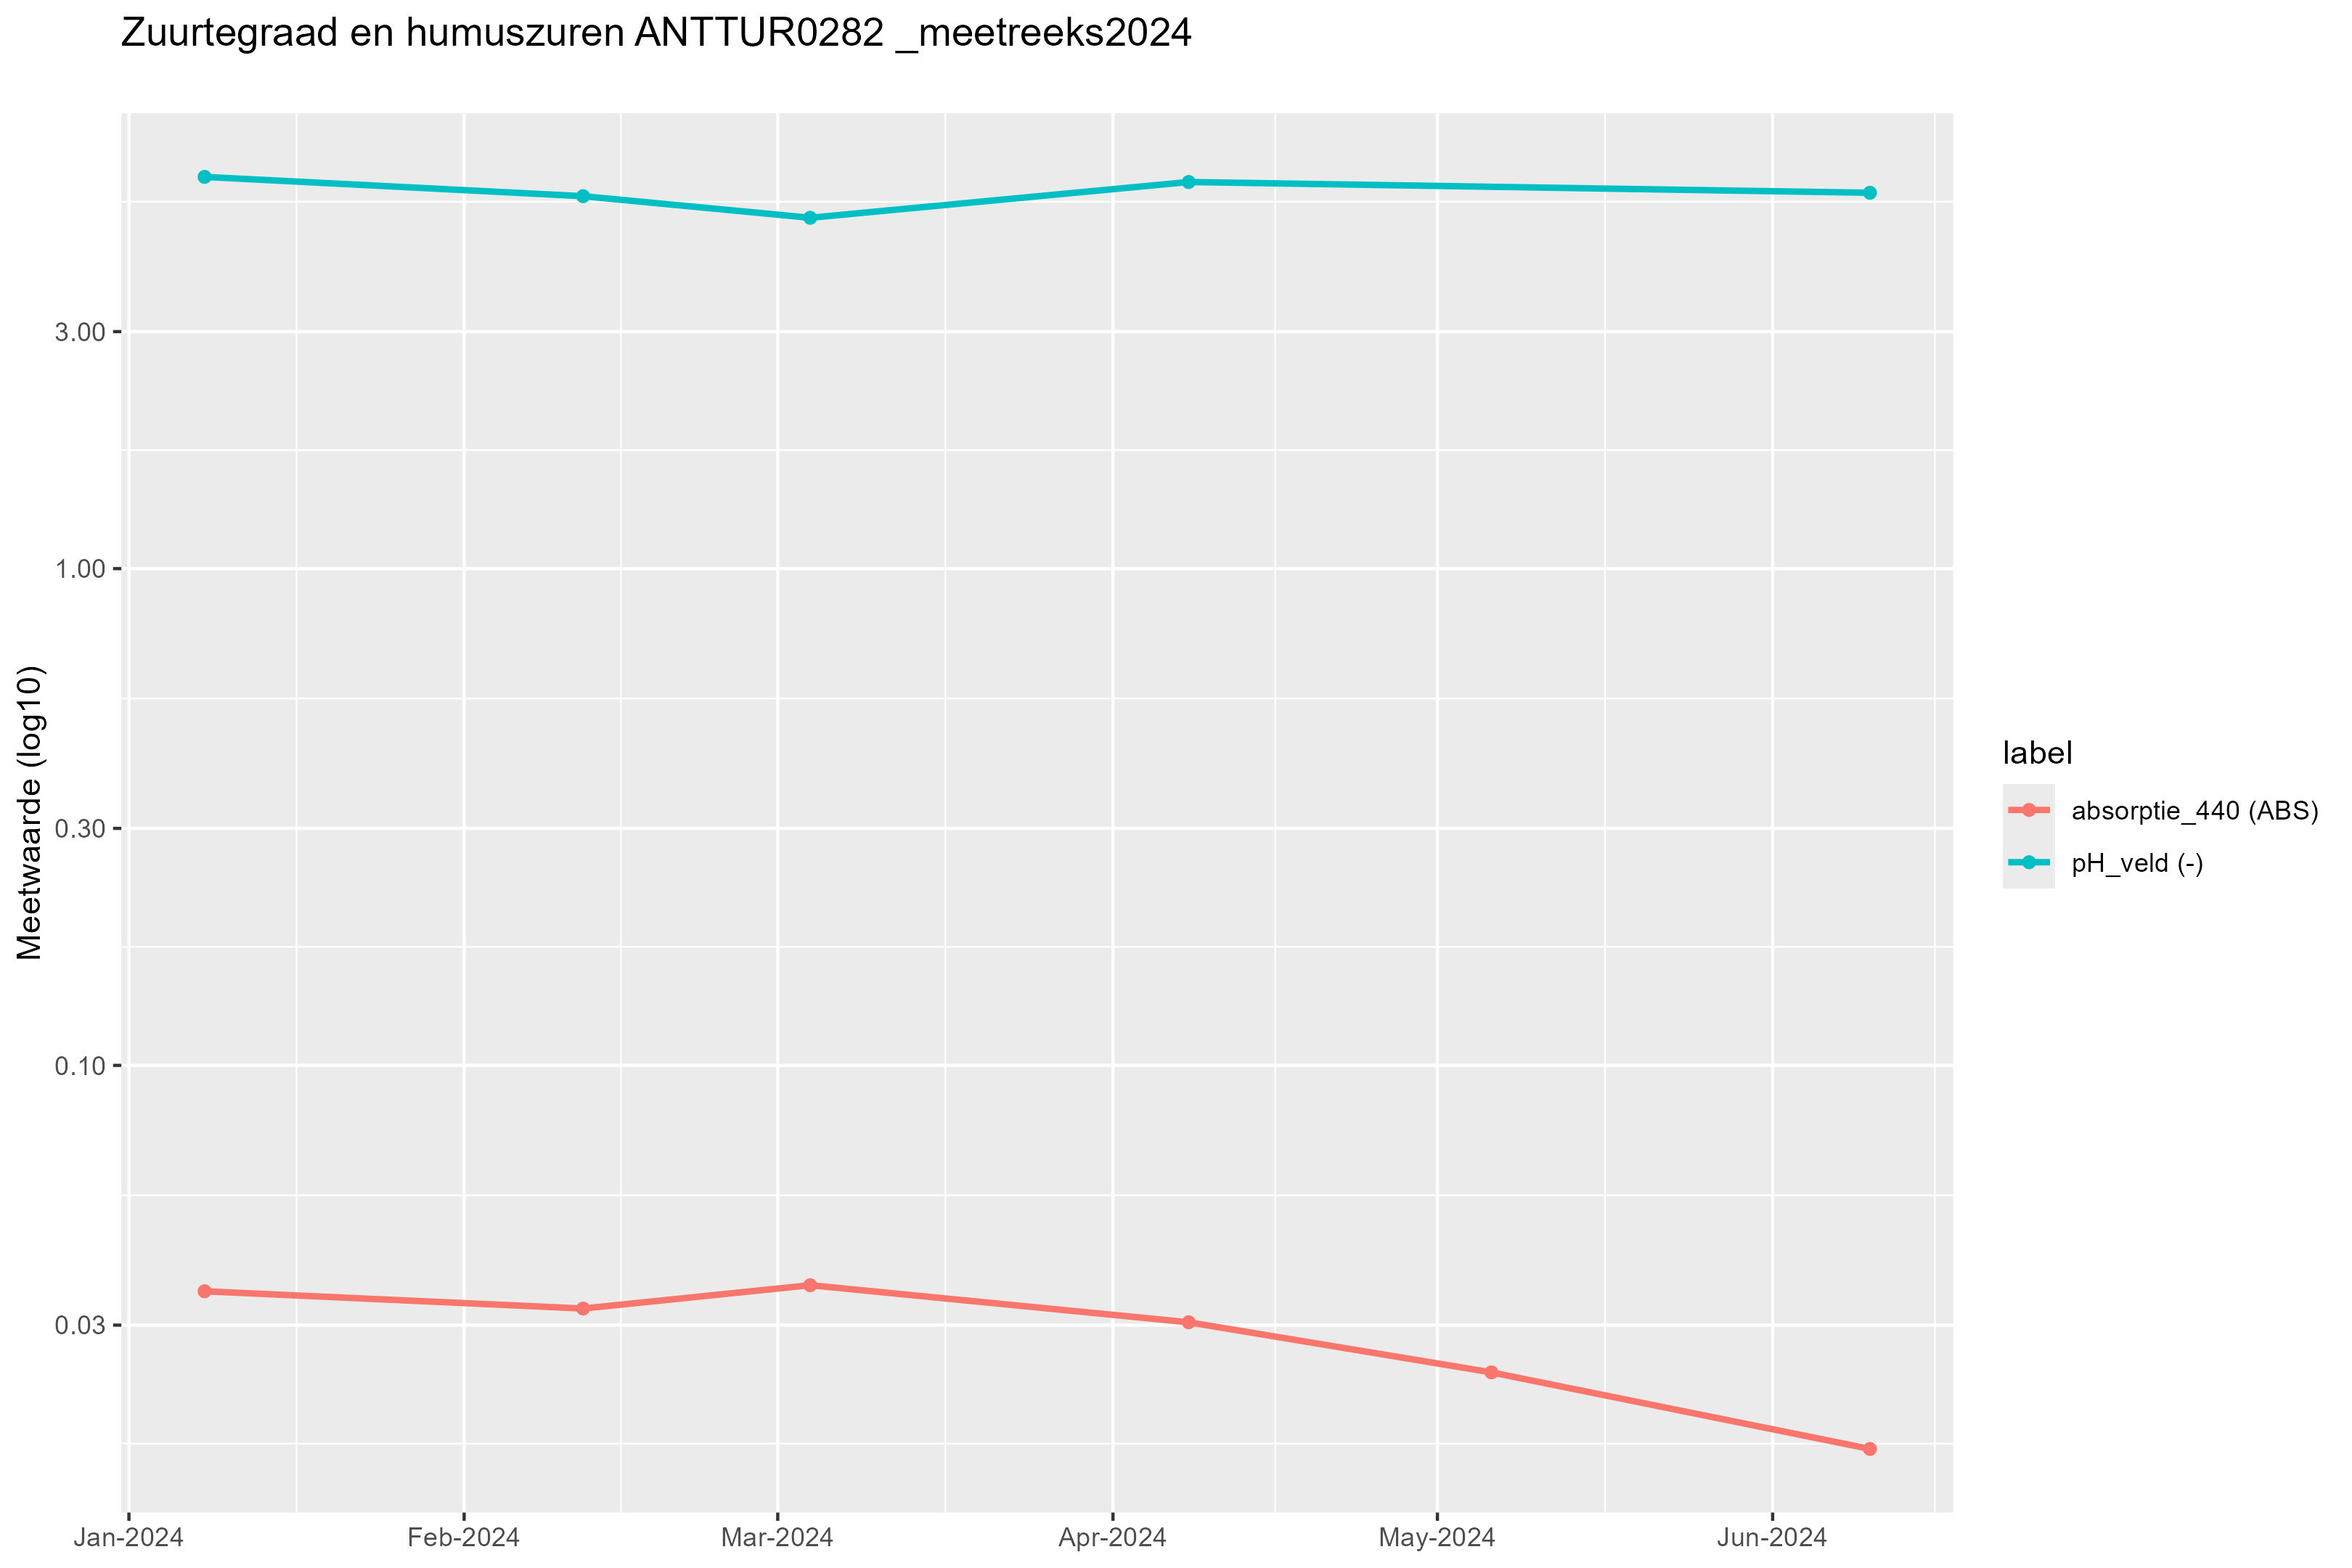 Zuurtegraad en humuszuren ANTTUR0282 _meetreeks2024
Meetwaarde (log10)
3.00
1.00
0.30
0.10
0.03
Jan-2024
Feb-2024
Mar-2024
Apr-2024
May-2024
Jun-2024
label
absorptie_440 (ABS)
pH_veld (-)